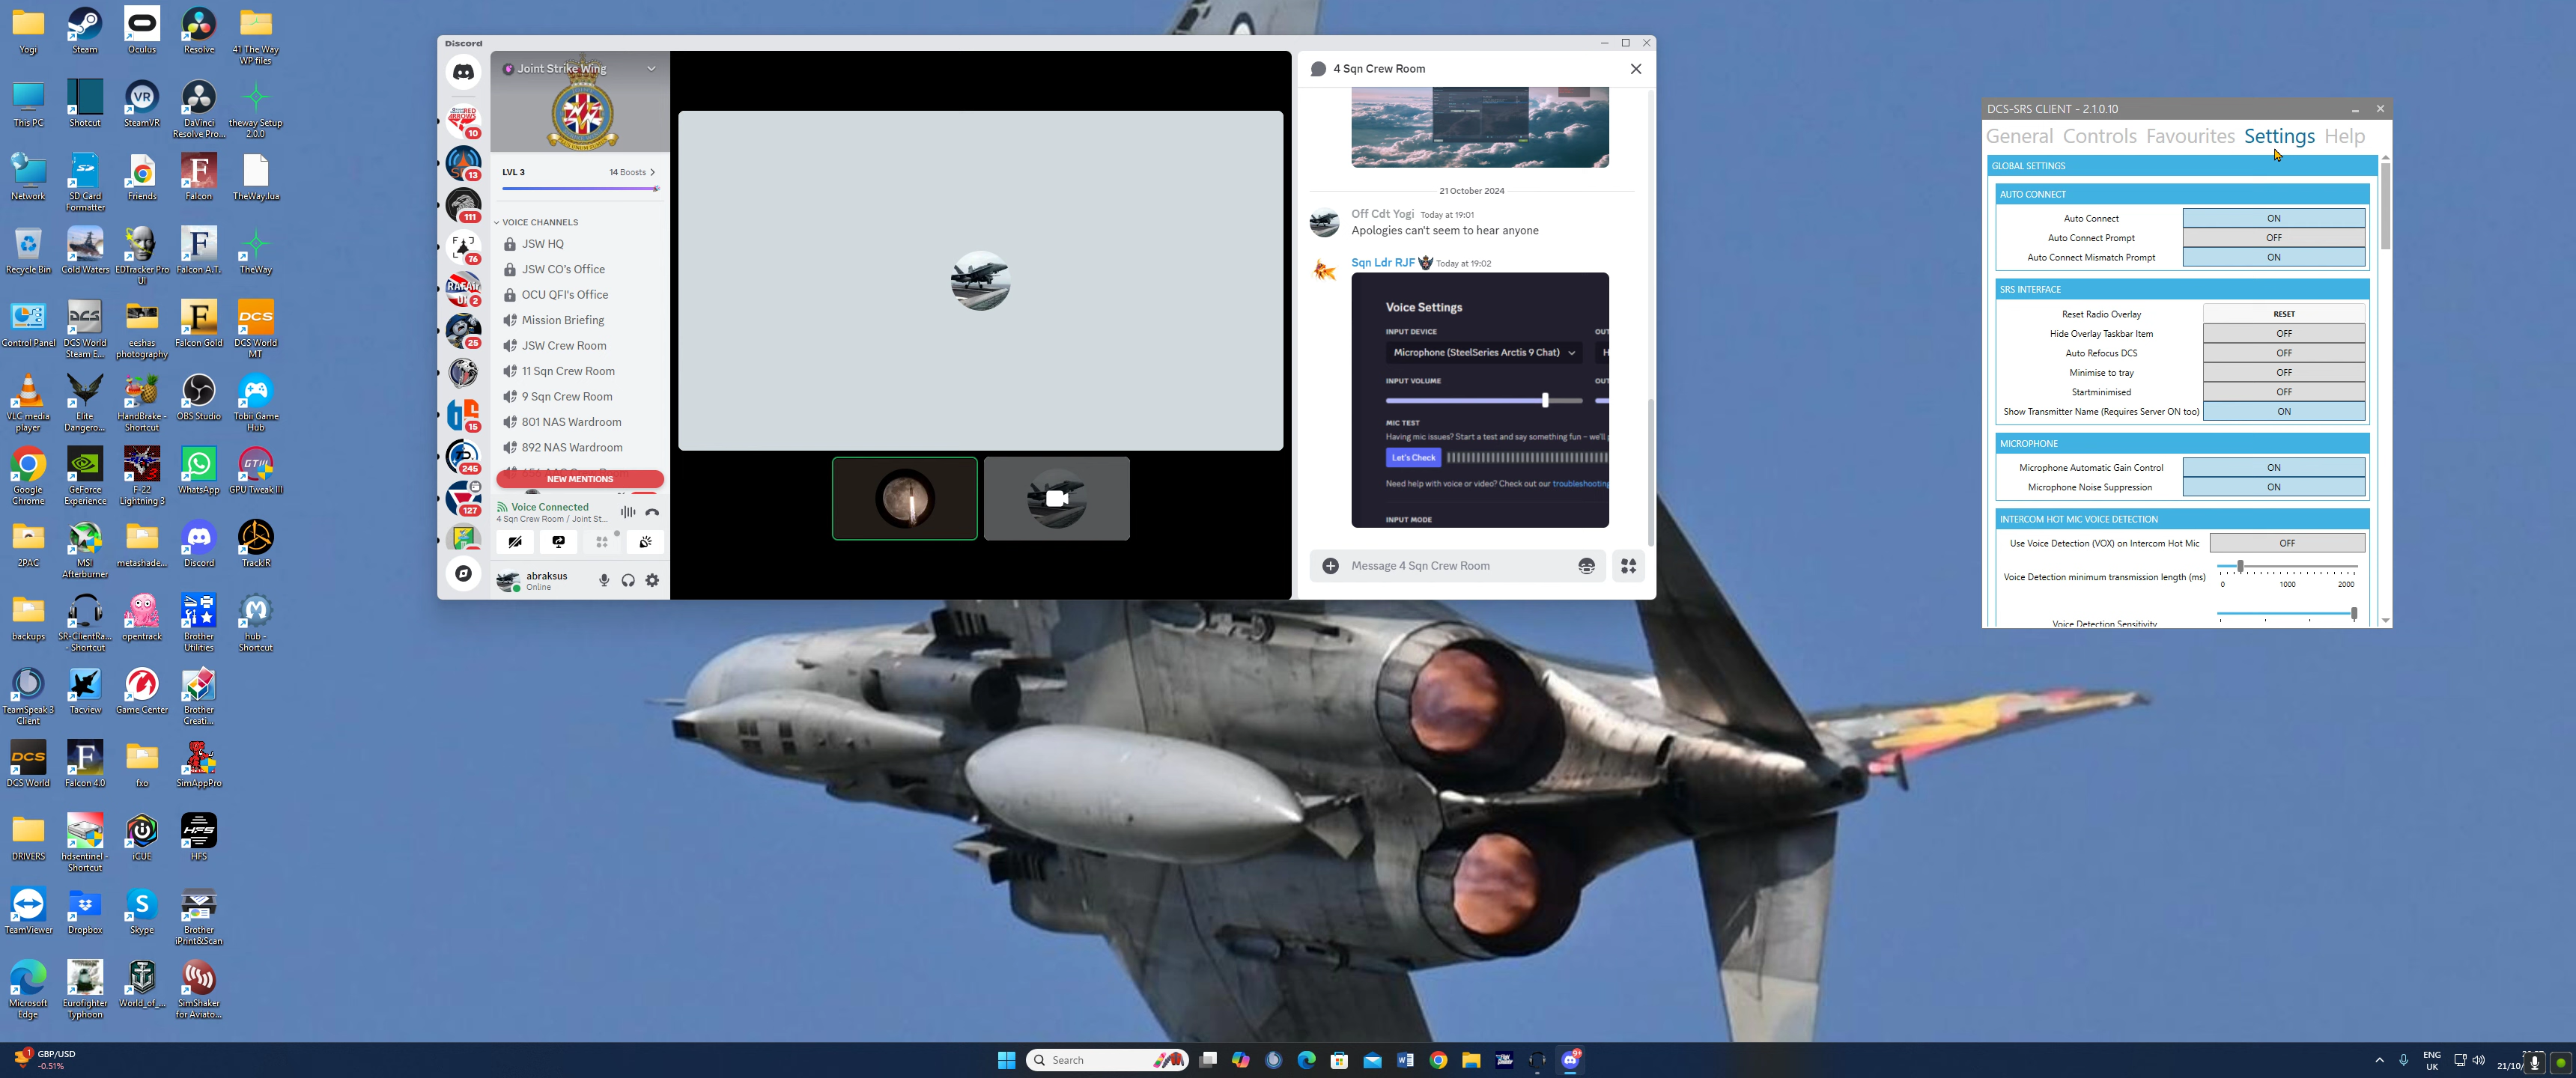 Yogi
Steam
Oculus
Resolve
41 The Way
WP files
This PC
Shotcut
SteamVR
DaVinci
Resolve Pro...
theway Setup
2.0.0
Network
SD Card
Formatter
Friends
Falcon
TheWay.lua
Recycle Bin
Cold Waters
EDTracker Pro
UI
Falcon A.T.
TheWay
Control Panel
DCS World
Steam E...
eeshas
photography
Falcon Gold
DCS World
MT
VLC media
player
Elite
Dangero...
HandBrake -
Shortcut
OBS Studio
Tobii Game
Hub
Google
Chrome
GeForce
Experience
F-22
Lightning 3
WhatsApp
GPU Tweak III
2PAC
MSI
Afterburner
metashade...
Discord
TrackIR
backups
SR-ClientRa...
- Shortcut
opentrack
Brother
Utilities
hub -
Shortcut
TeamSpeak 3
Client
Tacview
Game Center
Brother
Creati...
DCS World
Falcon 4.0
fxo
SimAppPro
DRIVERS
hdsentinel -
Shortcut
iCUE
HFS
TeamViewer
Dropbox
Skype
Brother
iPrint&Scan
Microsoft
Edge
Eurofighter
Typhoon
World_of_...
SimShaker
for Aviato...
Discord
10
13
111
76
2
25
15
245
127
Joint Strike Wing
LVL 3
14 Boosts
VOICE CHANNELS
JSW HQ
JSW CO's Office
OCU QFI's Office
Mission Briefing
JSW Crew Room
11 Sqn Crew Room
9 Sqn Crew Room
801 NAS Wardroom
892 NAS Wardroom
NEW MENTIONS
Voice Connected
4 Sqn Crew Room / Joint St...
abraksus
Online
4 Sqn Crew Room
21 October 2024
Off Cdt Yogi Today at 19:01
Apologies can't seem to hear anyone
Sqn Ldr RJF Today at 19:02
Voice Settings
INPUT DEVICE
OUT
Microphone (SteelSeries Arctis 9 Chat)
H
INPUT VOLUME
OUT
MIC TEST
Having mic issues? Start a test and say something fun – we'll p
Let's Check
Need help with voice or video? Check out our troubleshooting
INPUT MODE
Message 4 Sqn Crew Room
DCS-SRS CLIENT - 2.1.0.10
General Controls Favourites Settings Help
GLOBAL SETTINGS
AUTO CONNECT
Auto Connect ON
Auto Connect Prompt OFF
Auto Connect Mismatch Prompt ON
SRS INTERFACE
Reset Radio Overlay RESET
Hide Overlay Taskbar Item OFF
Auto Refocus DCS OFF
Minimise to tray OFF
Startminimised OFF
Show Transmitter Name (Requires Server ON too) ON
MICROPHONE
Microphone Automatic Gain Control ON
Microphone Noise Suppression ON
INTERCOM HOT MIC VOICE DETECTION
Use Voice Detection (VOX) on Intercom Hot Mic OFF
Voice Detection minimum transmission length (ms)
0 1000 2000
Voice Detection Sensitivity
1
GBP/USD
-0.51%
Search
9+
ENG
UK
21/10/